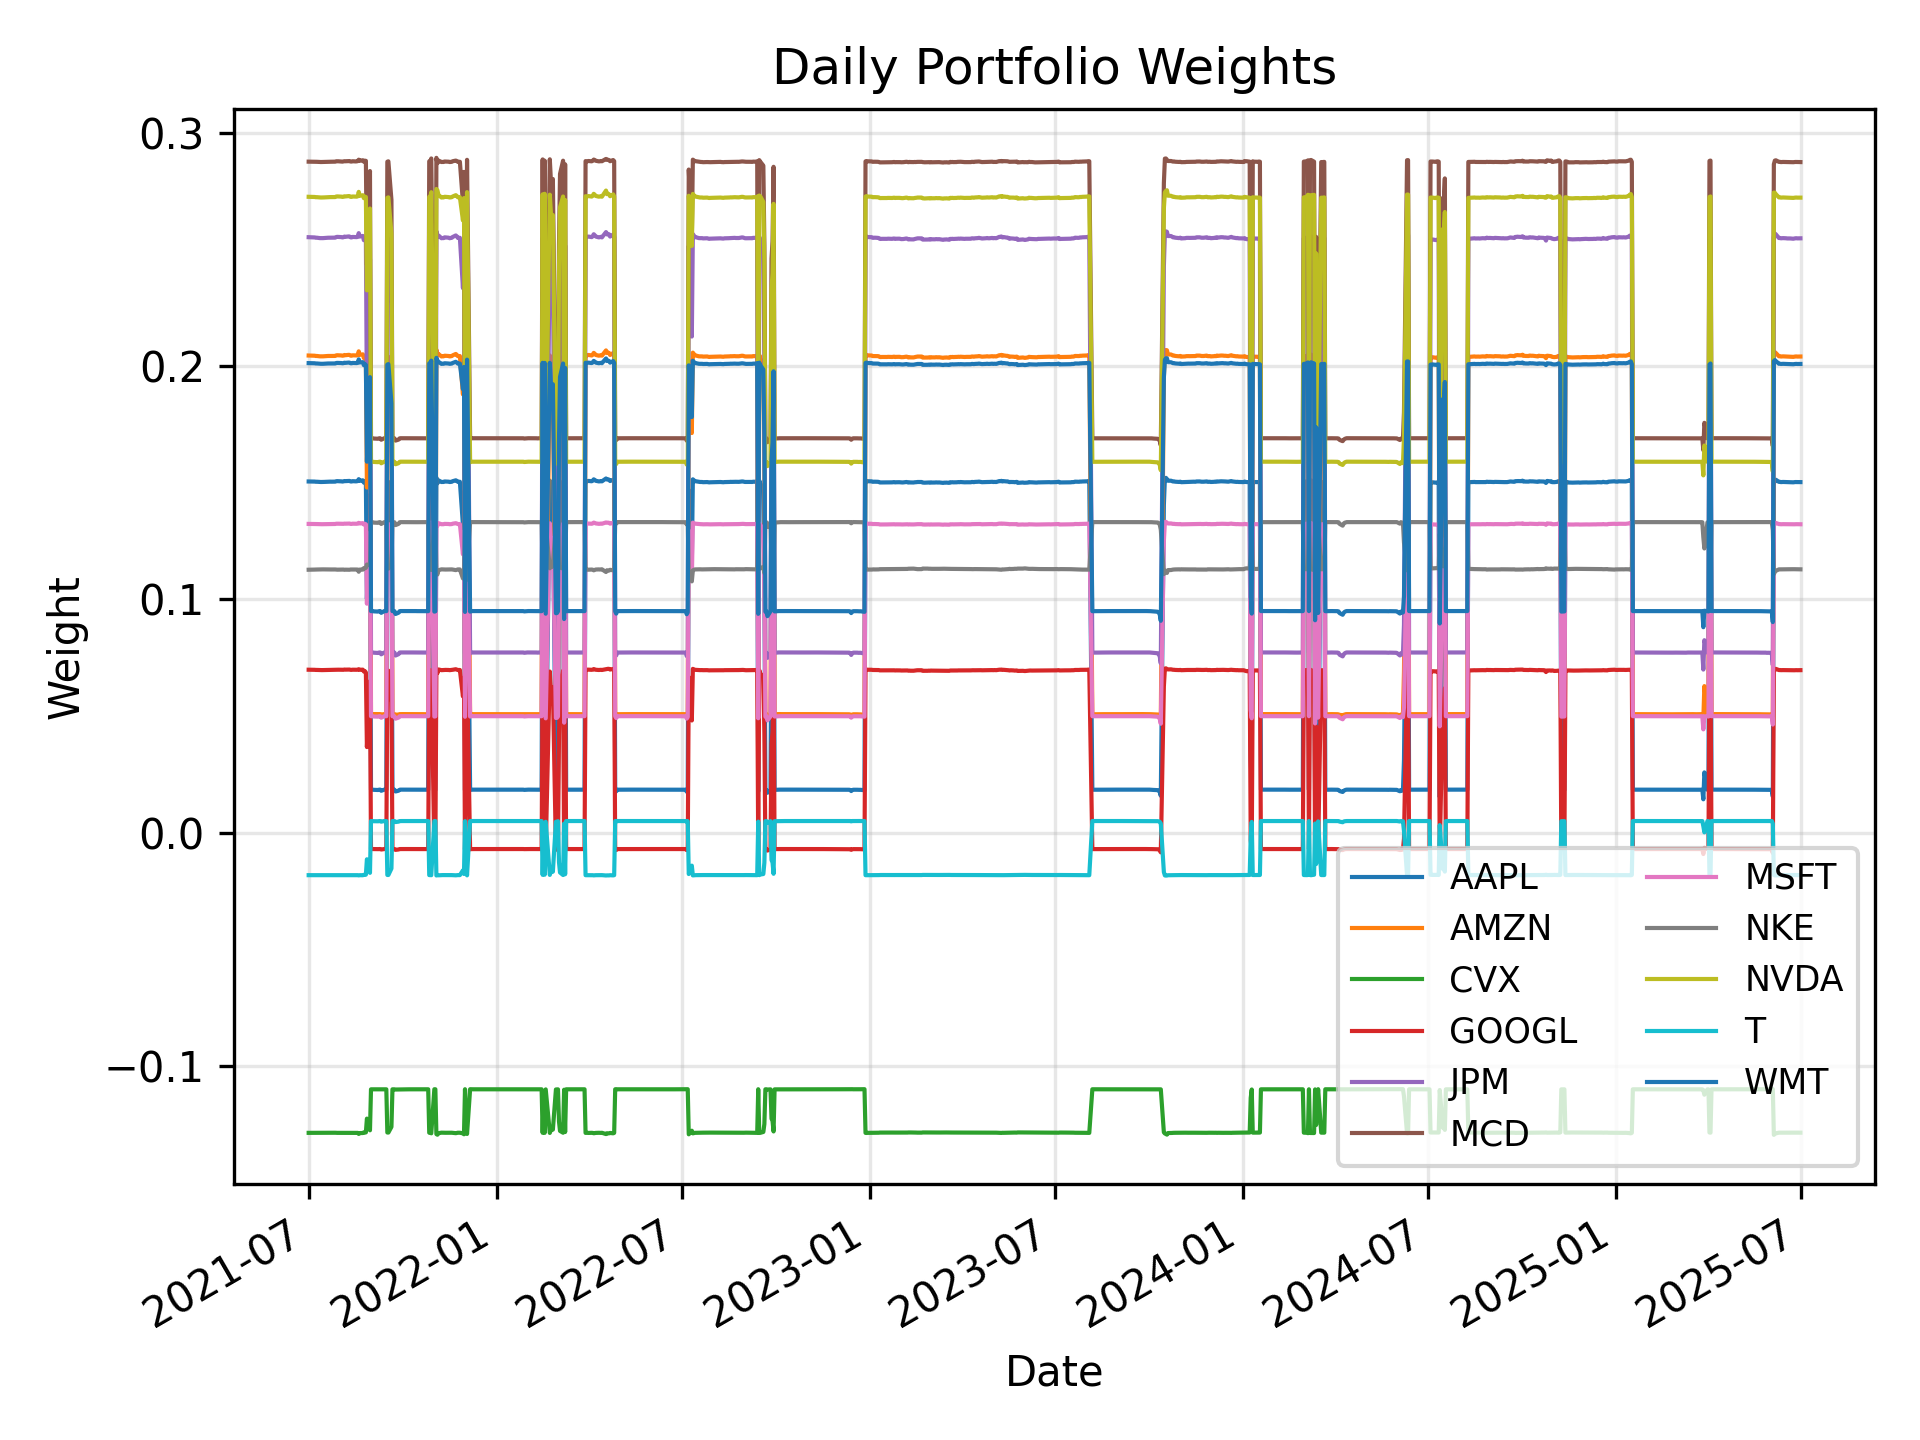 Daily Portfolio Weights
0.3
0.2
0.1
0.0
−0.1
Weight
AAPL
AMZN
CVX
GOOGL
JPM
MCD
MSFT
NKE
NVDA
T
WMT
2021-07
2022-01
2022-07
2023-01
2023-07
2024-01
2024-07
2025-01
2025-07
Date